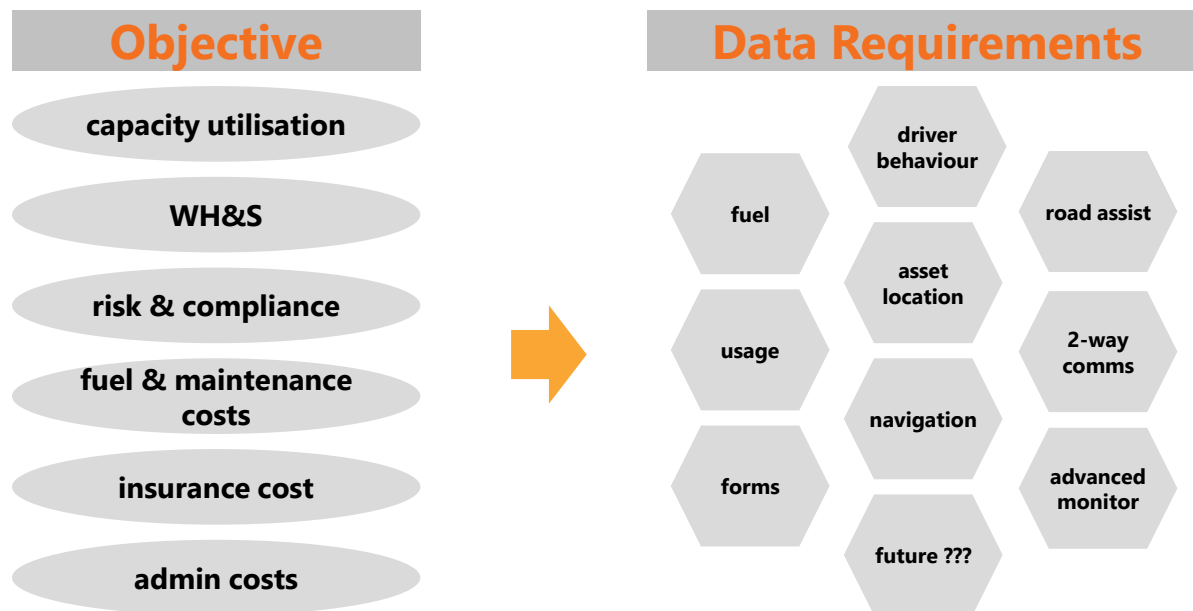 Objective
capacity utilisation
WH&S
risk & compliance
fuel & maintenance
costs
insurance cost
admin costs
Data Requirements
fuel
usage
forms
driver
behaviour
asset
location
navigation
future ???
road assist
2-way
comms
advanced
monitor